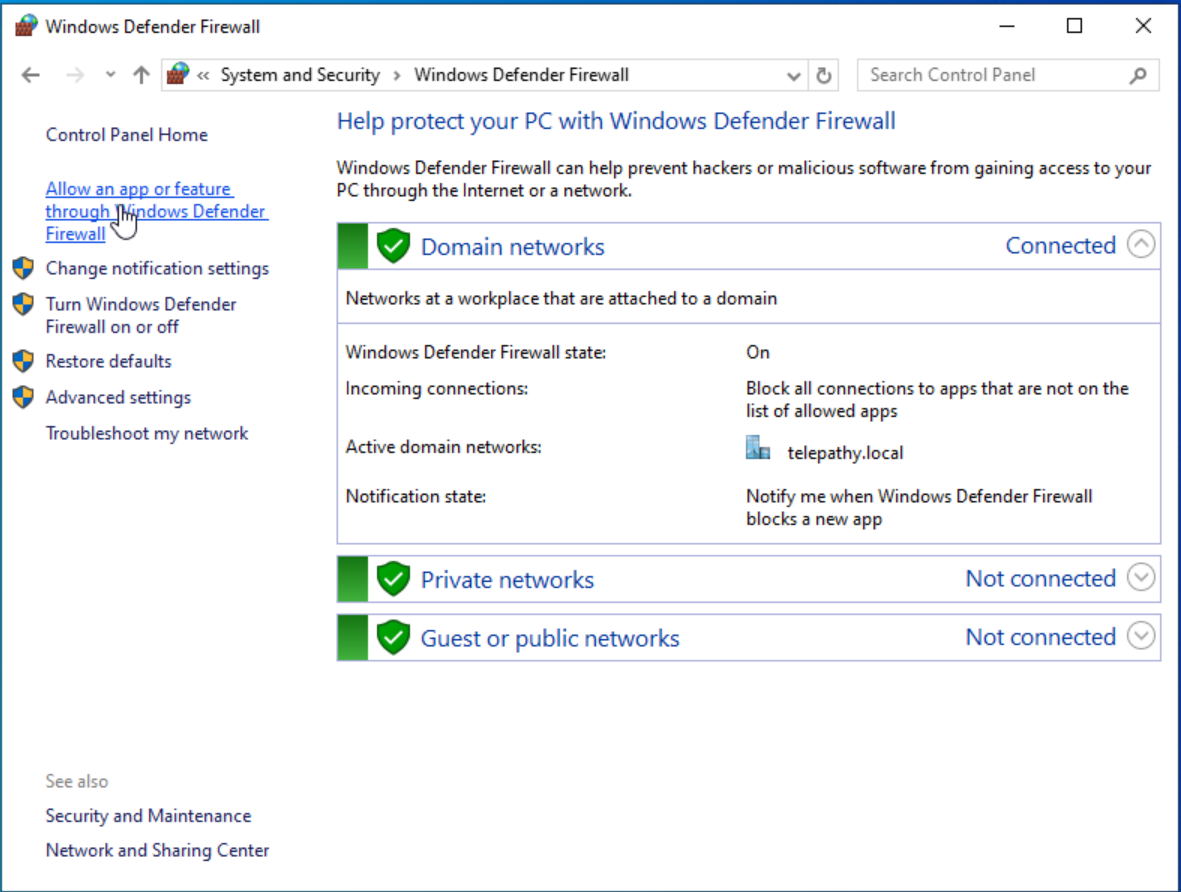 Windows Defender Firewall
« System and Security › Windows Defender Firewall
Search Control Panel
Control Panel Home
Allow an app or feature
through Windows Defender
Firewall
Change notification settings
Turn Windows Defender
Firewall on or off
Restore defaults
Advanced settings
Troubleshoot my network
See also
Security and Maintenance
Network and Sharing Center
Help protect your PC with Windows Defender Firewall
Windows Defender Firewall can help prevent hackers or malicious software from gaining access to your
PC through the Internet or a network.
Domain networks Connected
Networks at a workplace that are attached to a domain
Windows Defender Firewall state: On
Incoming connections: Block all connections to apps that are not on the
list of allowed apps
Active domain networks: telepathy.local
Notification state: Notify me when Windows Defender Firewall
blocks a new app
Private networks Not connected
Guest or public networks Not connected